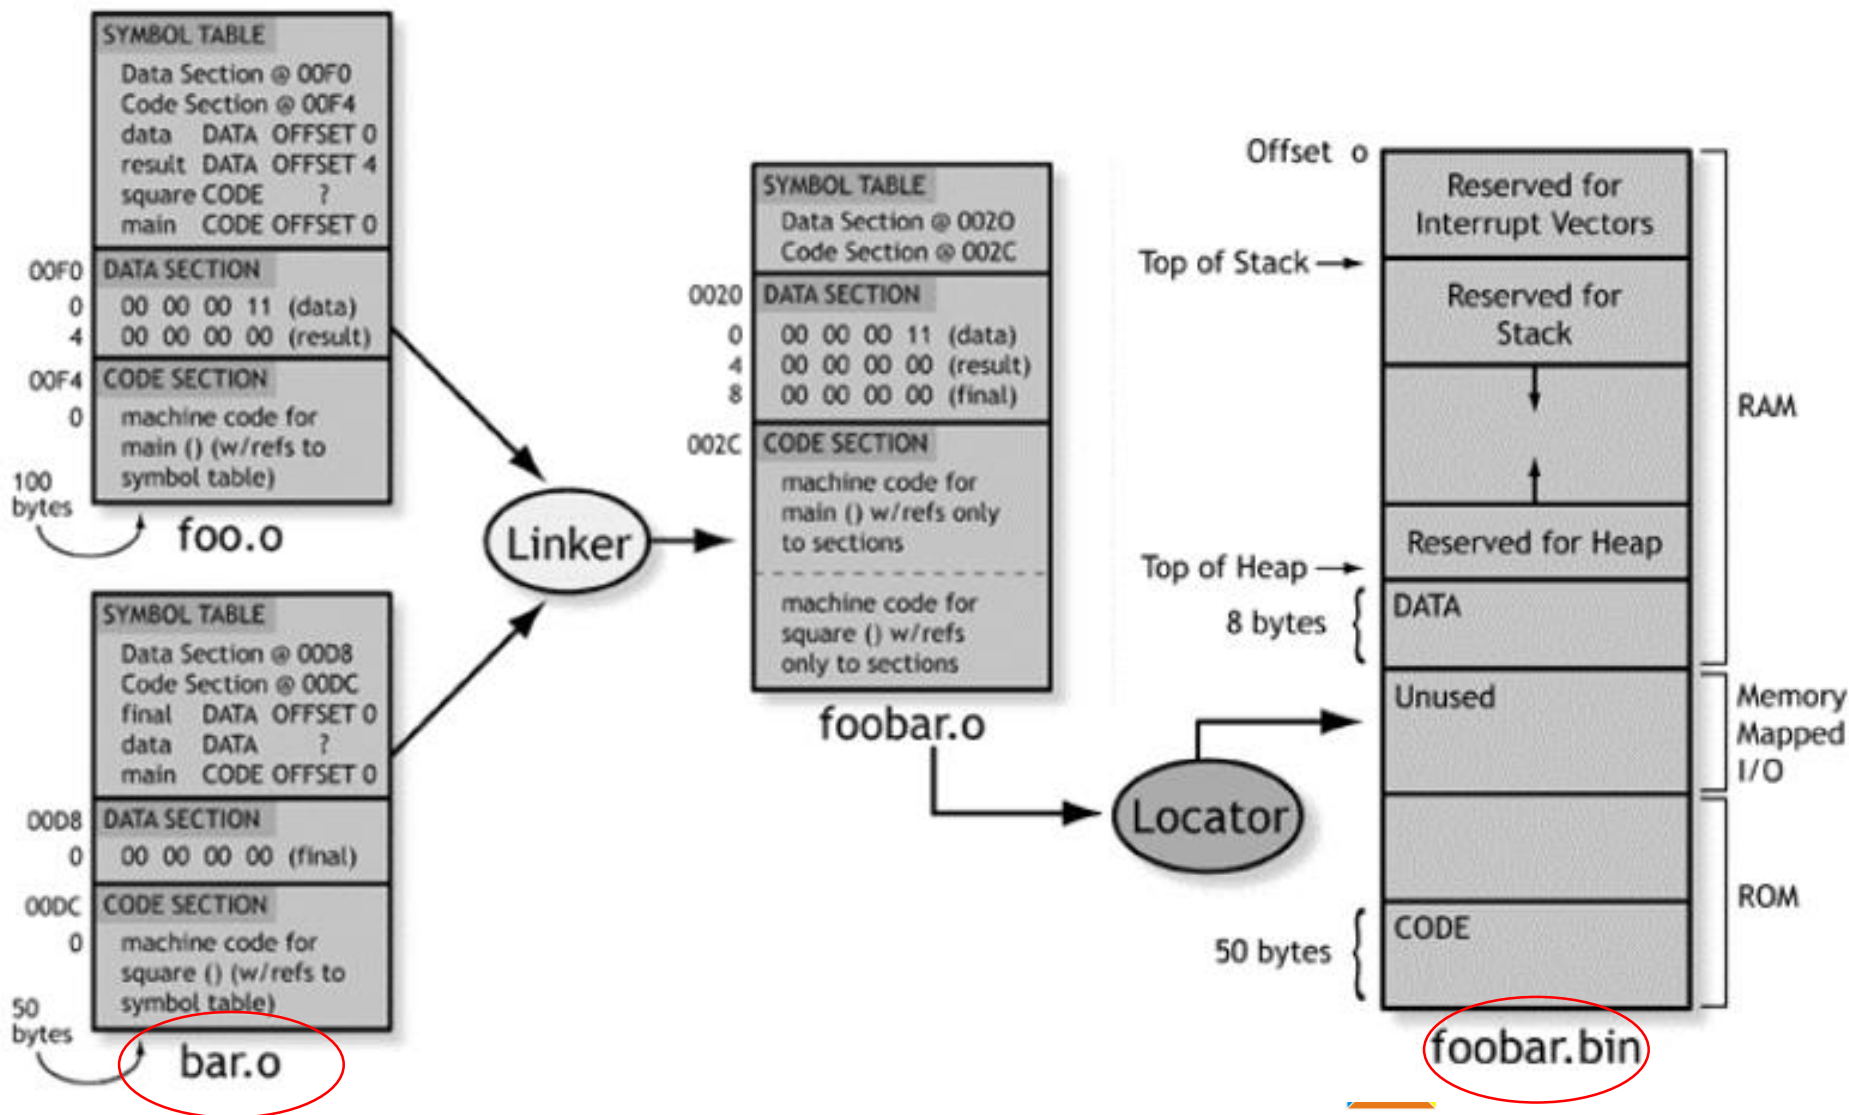 SYMBOL TABLE
Data Section @ 00F0
Code Section @ 00F4
data DATA OFFSET 0
result DATA OFFSET 4
square CODE ?
main CODE OFFSET 0
00F0 DATA SECTION
0 00 00 00 11 (data)
4 00 00 00 00 (result)
00F4 CODE SECTION
0 machine code for
main () (w/refs to
symbol table)
100
bytes
foo.o
SYMBOL TABLE
Data Section @ 00D8
Code Section @ 00DC
final DATA OFFSET 0
data DATA ?
main CODE OFFSET 0
00D8 DATA SECTION
0 00 00 00 00 (final)
00DC CODE SECTION
0 machine code for
square () (w/refs to
symbol table)
50
bytes
bar.o
Linker
SYMBOL TABLE
Data Section @ 0020
Code Section @ 002C
0020 DATA SECTION
0 00 00 00 11 (data)
4 00 00 00 00 (result)
8 00 00 00 00 (final)
002C CODE SECTION
machine code for
main () w/refs only
to sections
machine code for
square () w/refs
only to sections
foobar.o
Locator
Offset 0
Reserved for
Interrupt Vectors
Top of Stack
Reserved for
Stack
RAM
Reserved for Heap
Top of Heap
DATA
8 bytes
Unused
Memory
Mapped
I/O
ROM
CODE
50 bytes
foobar.bin